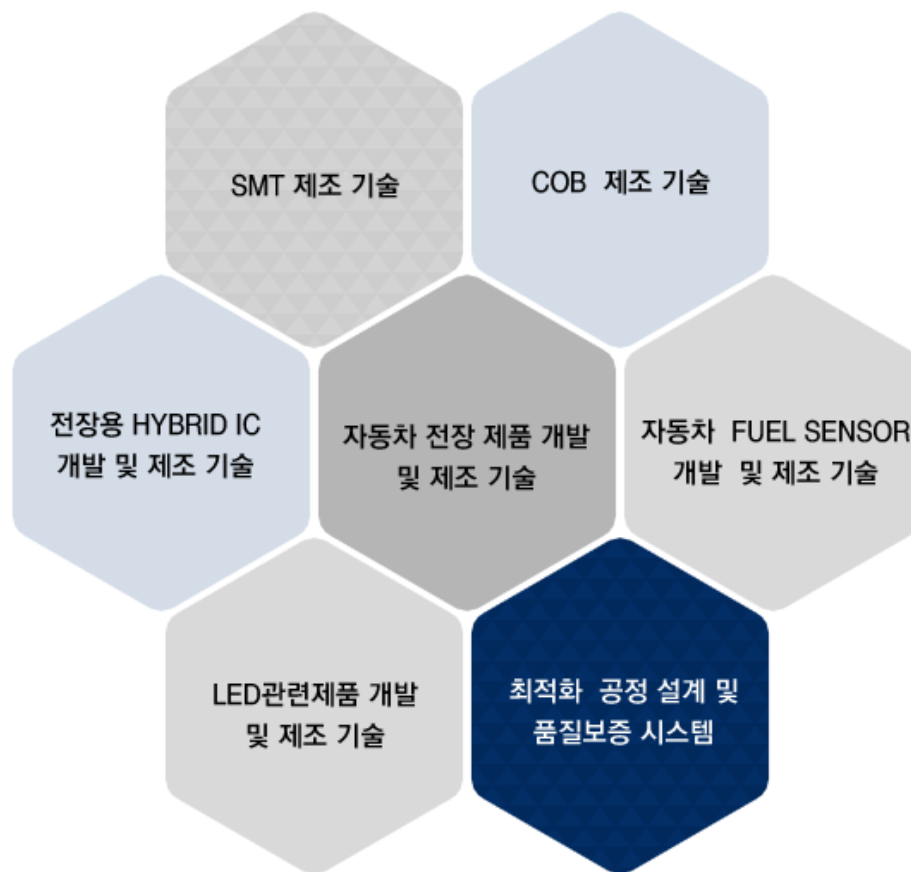 SMT 제조 기술
COB 제조 기술
전장용 HYBRID IC
개발 및 제조 기술
자동차 전장 제품 개발
및 제조 기술
자동차 FUEL SENSOR
개발 및 제조 기술
LED관련제품 개발
및 제조 기술
최적화 공정 설계 및
품질보증 시스템